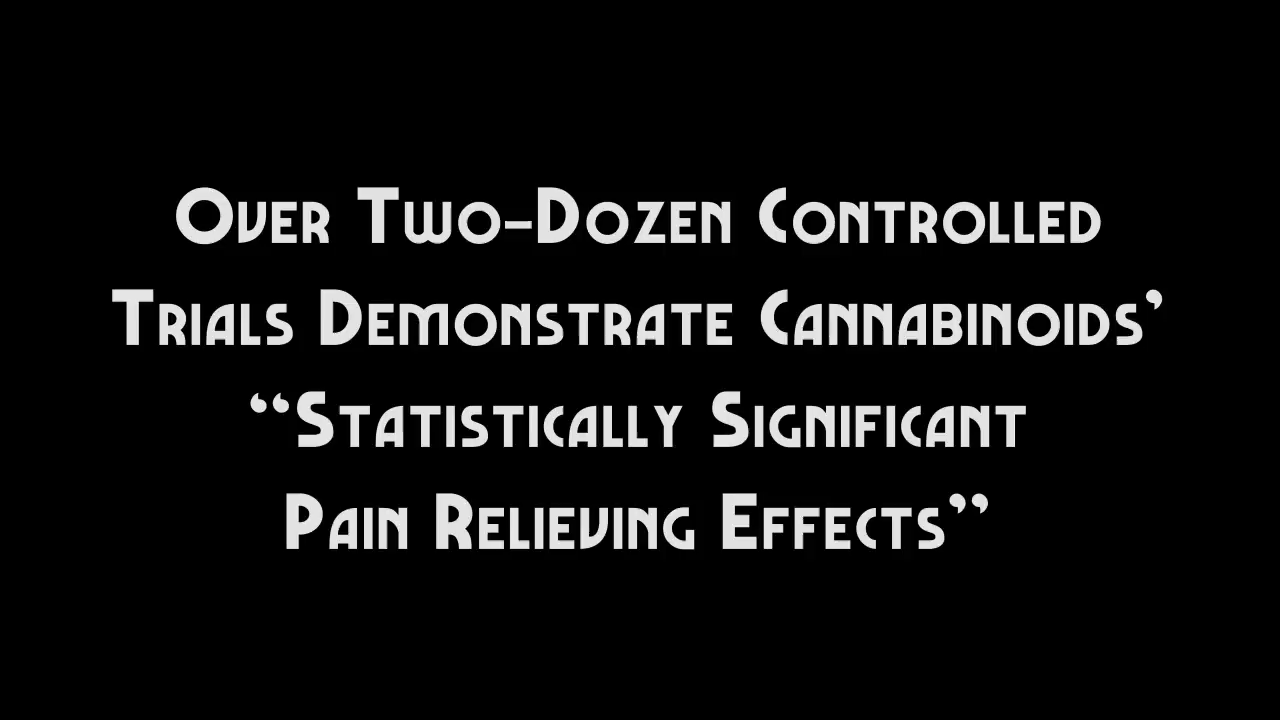 Over Two-Dozen Controlled
Trials Demonstrate Cannabinoids’
“Statistically Significant
Pain Relieving Effects”